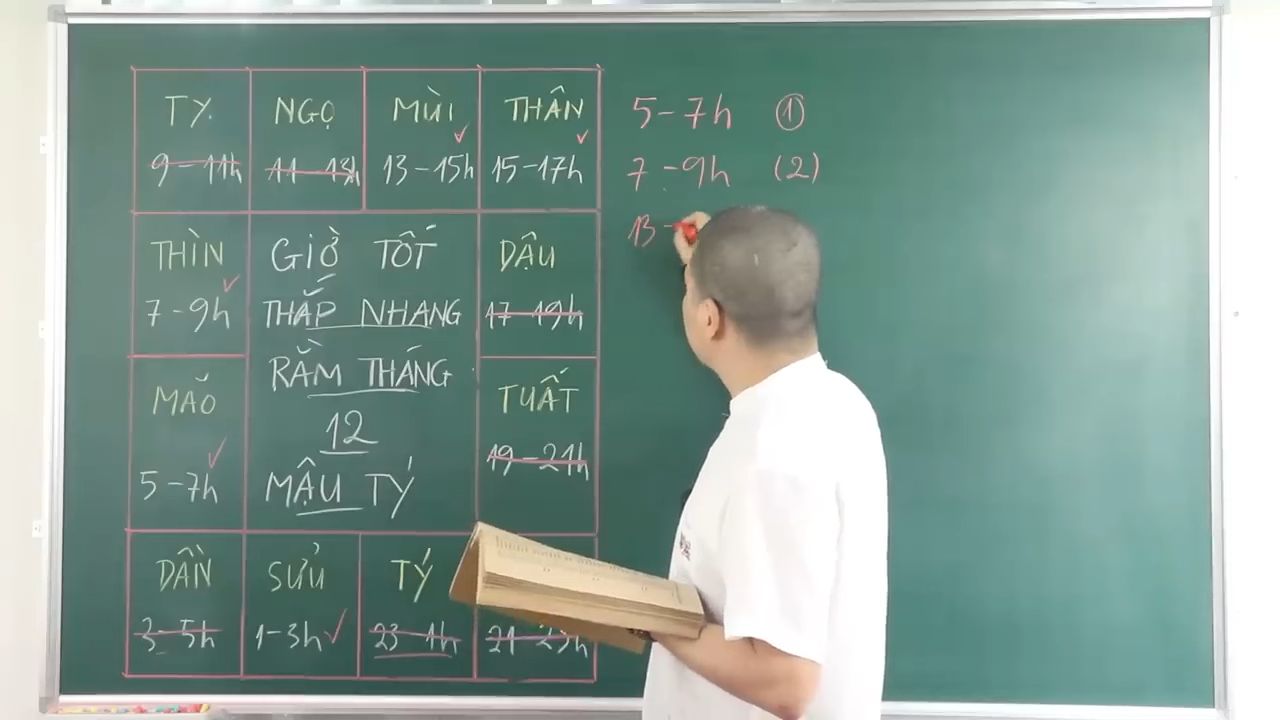 TỴ
NGỌ
MÙI
THÂN
9-11h
11-13h
13-15h
15-17h
THÌN
7-9h
GIỜ TỐT
THẮP NHANG
RẰM THÁNG
12
MẬU TÝ
DẬU
17-19h
MÃO
5-7h
TUẤT
19-21h
DẦN
SỬU
TÝ
3-5h
1-3h
23-1h
21-23h
5-7h ①
7-9h (2)
13-